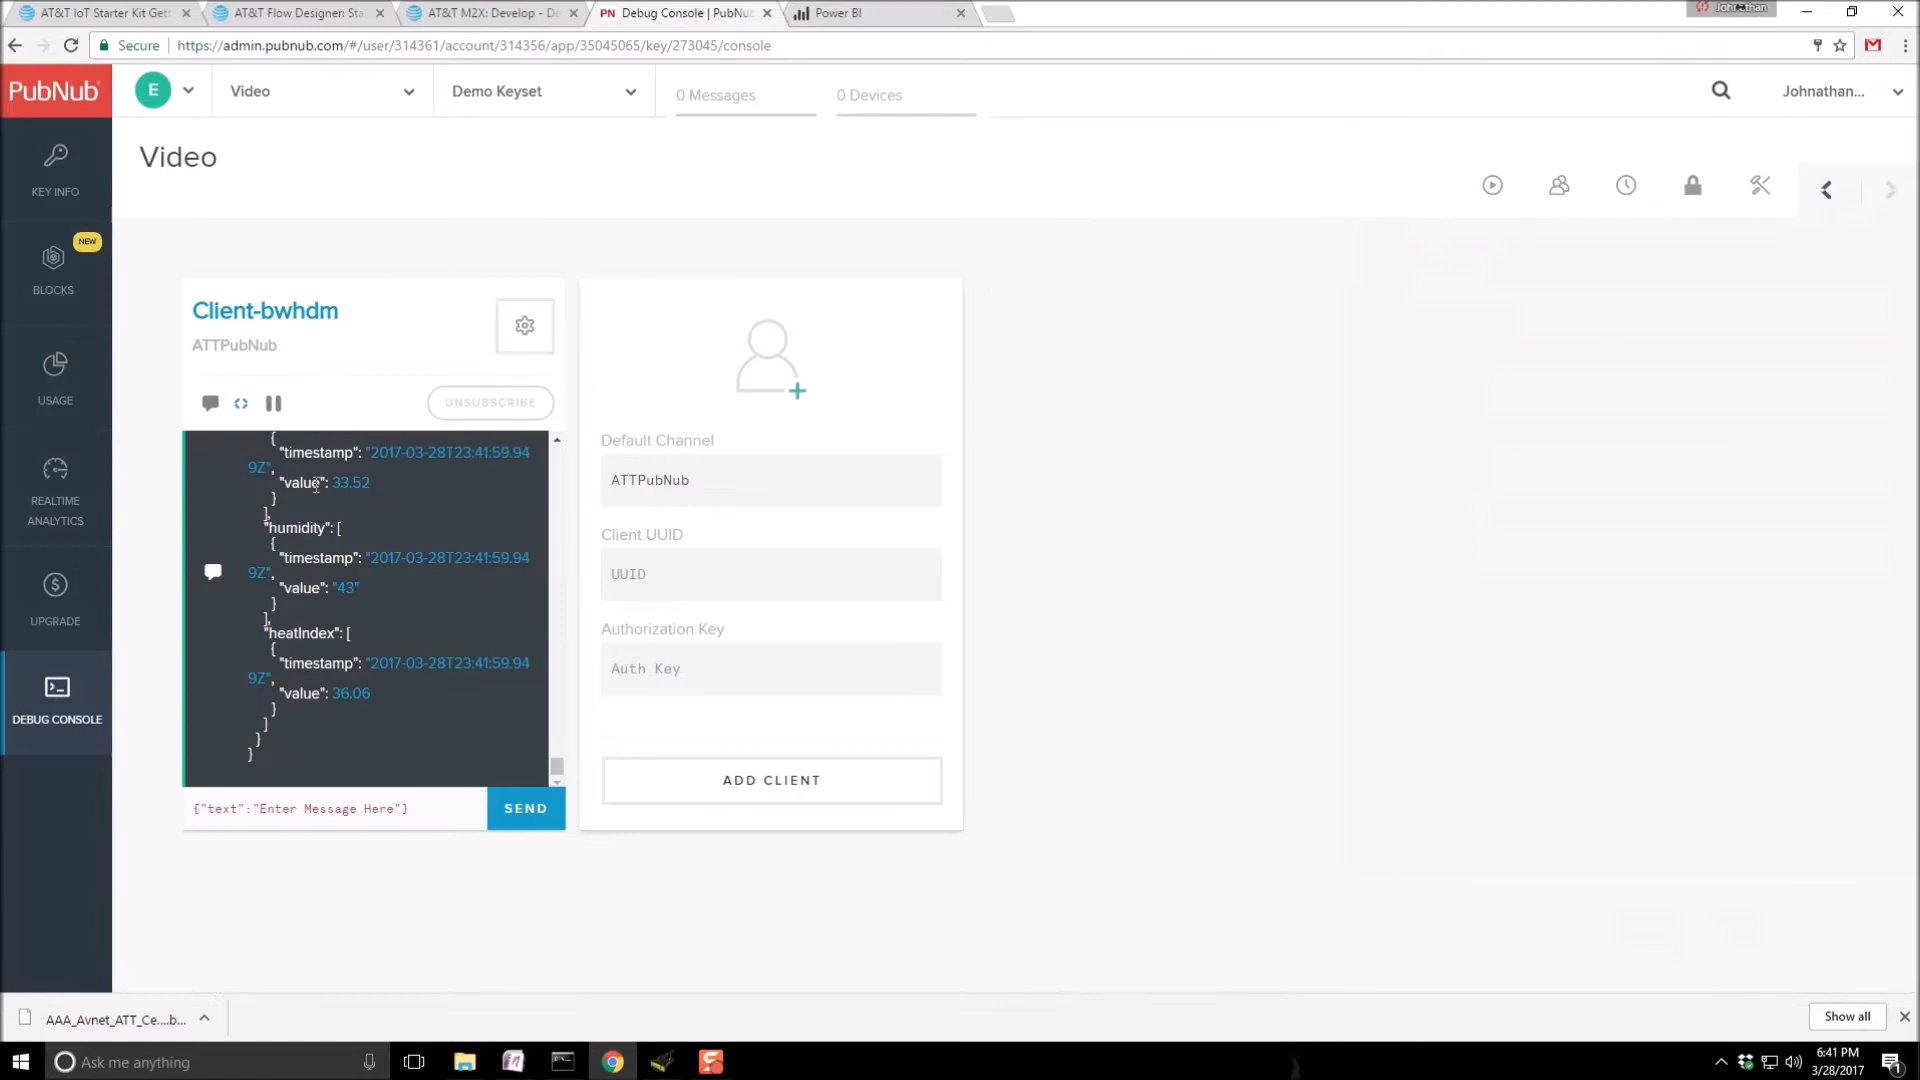 AT&T IoT Starter Kit Gett
AT&T Flow Designer: Sta
AT&T M2X: Develop - De
PN Debug Console | PubNu
Power BI
Johnathan
Secure
https://admin.pubnub.com/#/user/314361/account/314356/app/35045065/key/273045/console
PubNub
E
Video
Demo Keyset
0 Messages
0 Devices
Johnathan...
KEY INFO
NEW
BLOCKS
USAGE
REALTIME
ANALYTICS
UPGRADE
DEBUG CONSOLE
Video
Client-bwhdm
ATTPubNub
UNSUBSCRIBE
{
"timestamp": "2017-03-28T23:41:59.94
9Z",
"value": 33.52
}
],
"humidity": [
{
"timestamp": "2017-03-28T23:41:59.94
9Z",
"value": "43"
}
],
"heatIndex": [
{
"timestamp": "2017-03-28T23:41:59.94
9Z",
"value": 36.06
}
]
}
}
{"text":"Enter Message Here"}
SEND
Default Channel
ATTPubNub
Client UUID
UUID
Authorization Key
Auth Key
ADD CLIENT
AAA_Avnet_ATT_Ce....b...
Show all
Ask me anything
6:41 PM
3/28/2017
1